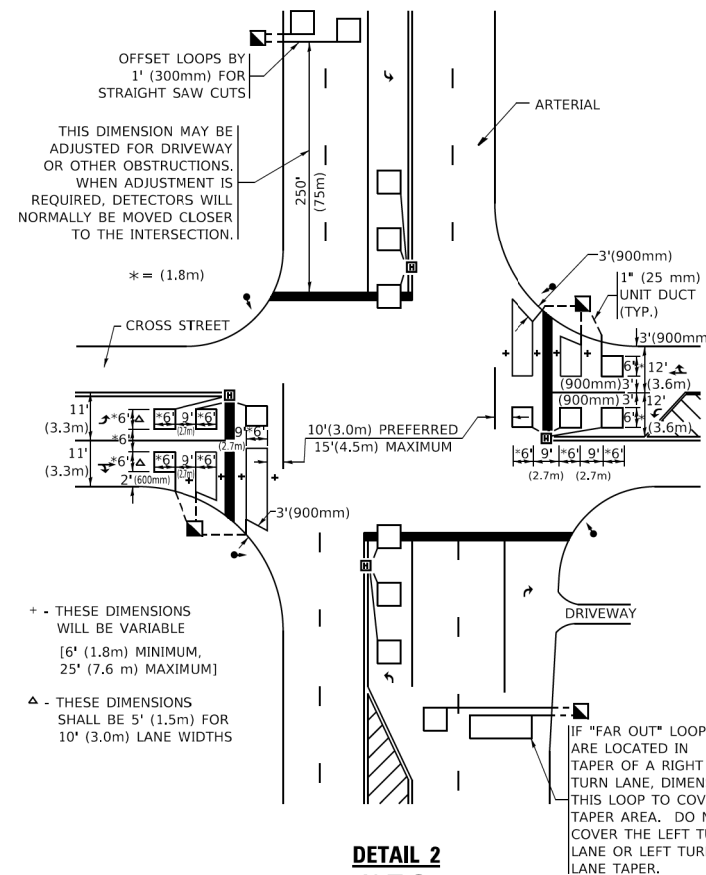 OFFSET LOOPS BY
1' (300mm) FOR
STRAIGHT SAW CUTS
THIS DIMENSION MAY BE
ADJUSTED FOR DRIVEWAY
OR OTHER OBSTRUCTIONS.
WHEN ADJUSTMENT IS
REQUIRED, DETECTORS WILL
NORMALLY BE MOVED CLOSER
TO THE INTERSECTION.
250'
(75m)
ARTERIAL
* = (1.8m)
CROSS STREET
H
3'(900mm)
1" (25 mm)
UNIT DUCT
(TYP.)
3'(900mm
6'*
12'
(900mm) 3'
(3.6m)
(900mm) 3'
12'
6'*
(3.6m)
H
*6' 9' *6' 9' *6'
(2.7m) (2.7m)
10'(3.0m) PREFERRED
15'(4.5m) MAXIMUM
H
11'
(3.3m)
*6' Δ *6' 9' *6'
(2.7m)
9' *6'
(2.7m)
*6'
11'
(3.3m)
*6' Δ *6' 9' *6'
(2.7m)
2' (600mm)
3'(900mm)
H
+ - THESE DIMENSIONS
WILL BE VARIABLE
[6' (1.8m) MINIMUM,
25' (7.6 m) MAXIMUM]
Δ - THESE DIMENSIONS
SHALL BE 5' (1.5m) FOR
10' (3.0m) LANE WIDTHS
DRIVEWAY
IF "FAR OUT" LOOP
ARE LOCATED IN
TAPER OF A RIGHT
TURN LANE, DIMEN
THIS LOOP TO COV
TAPER AREA. DO N
COVER THE LEFT TU
LANE OR LEFT TUR
LANE TAPER.
DETAIL 2